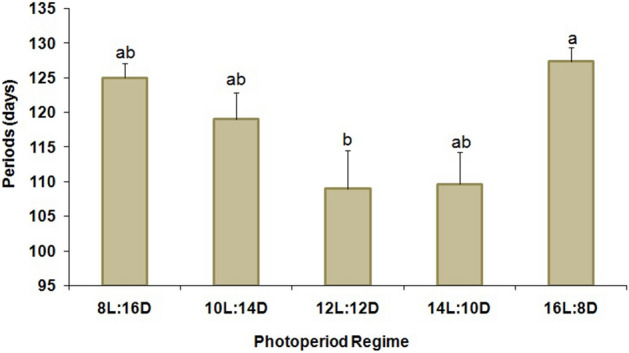 135
130
125
120
115
110
105
100
95
Periods (days)
ab
ab
b
ab
a
8L:16D 10L:14D 12L:12D 14L:10D 16L:8D
Photoperiod Regime